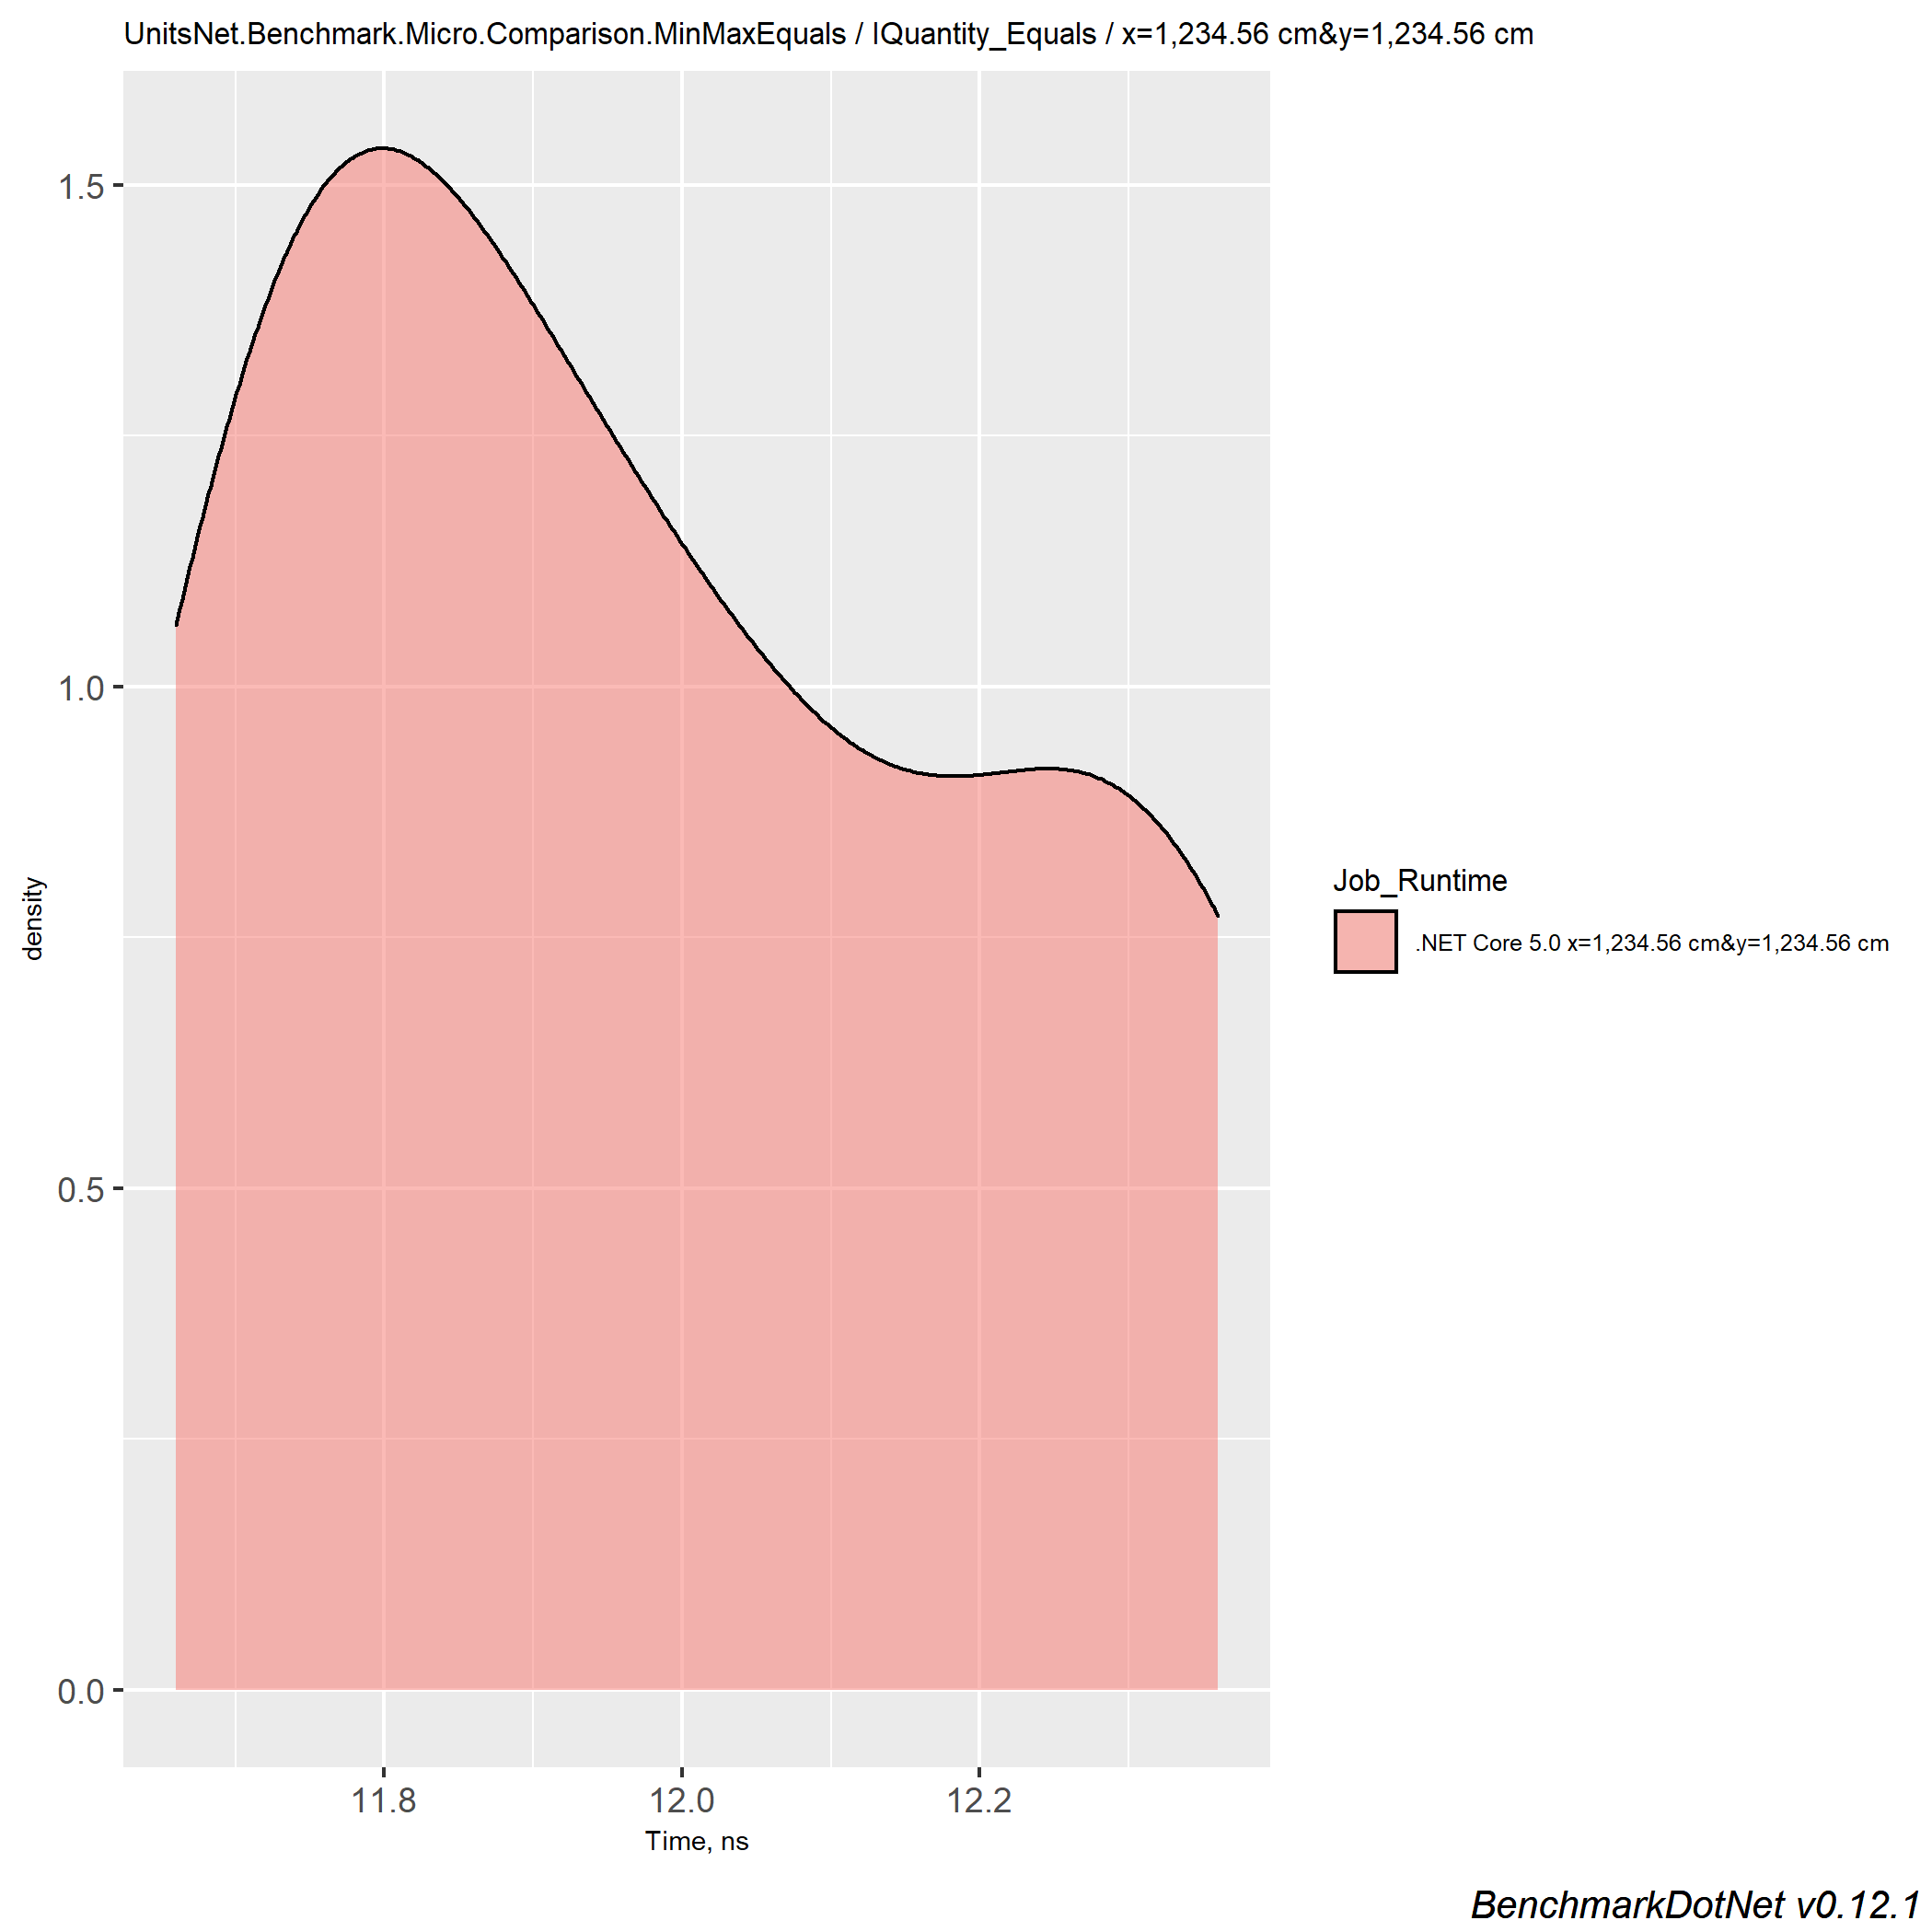 UnitsNet.Benchmark.Micro.Comparison.MinMaxEquals / IQuantity_Equals / x=1,234.56 cm&y=1,234.56 cm
1.5
1.0
0.5
0.0
density
11.8 12.0 12.2
Time, ns
Job_Runtime
.NET Core 5.0 x=1,234.56 cm&y=1,234.56 cm
BenchmarkDotNet v0.12.1